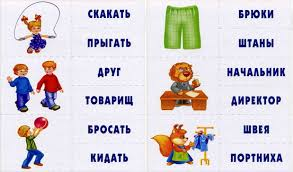 СКАКАТЬ
ПРЫГАТЬ
ДРУГ
ТОВАРИЩ
БРОСАТЬ
КИДАТЬ
БРЮКИ
ШТАНЫ
НАЧАЛЬНИК
ДИРЕКТОР
ШВЕЯ
ПОРТНИХА